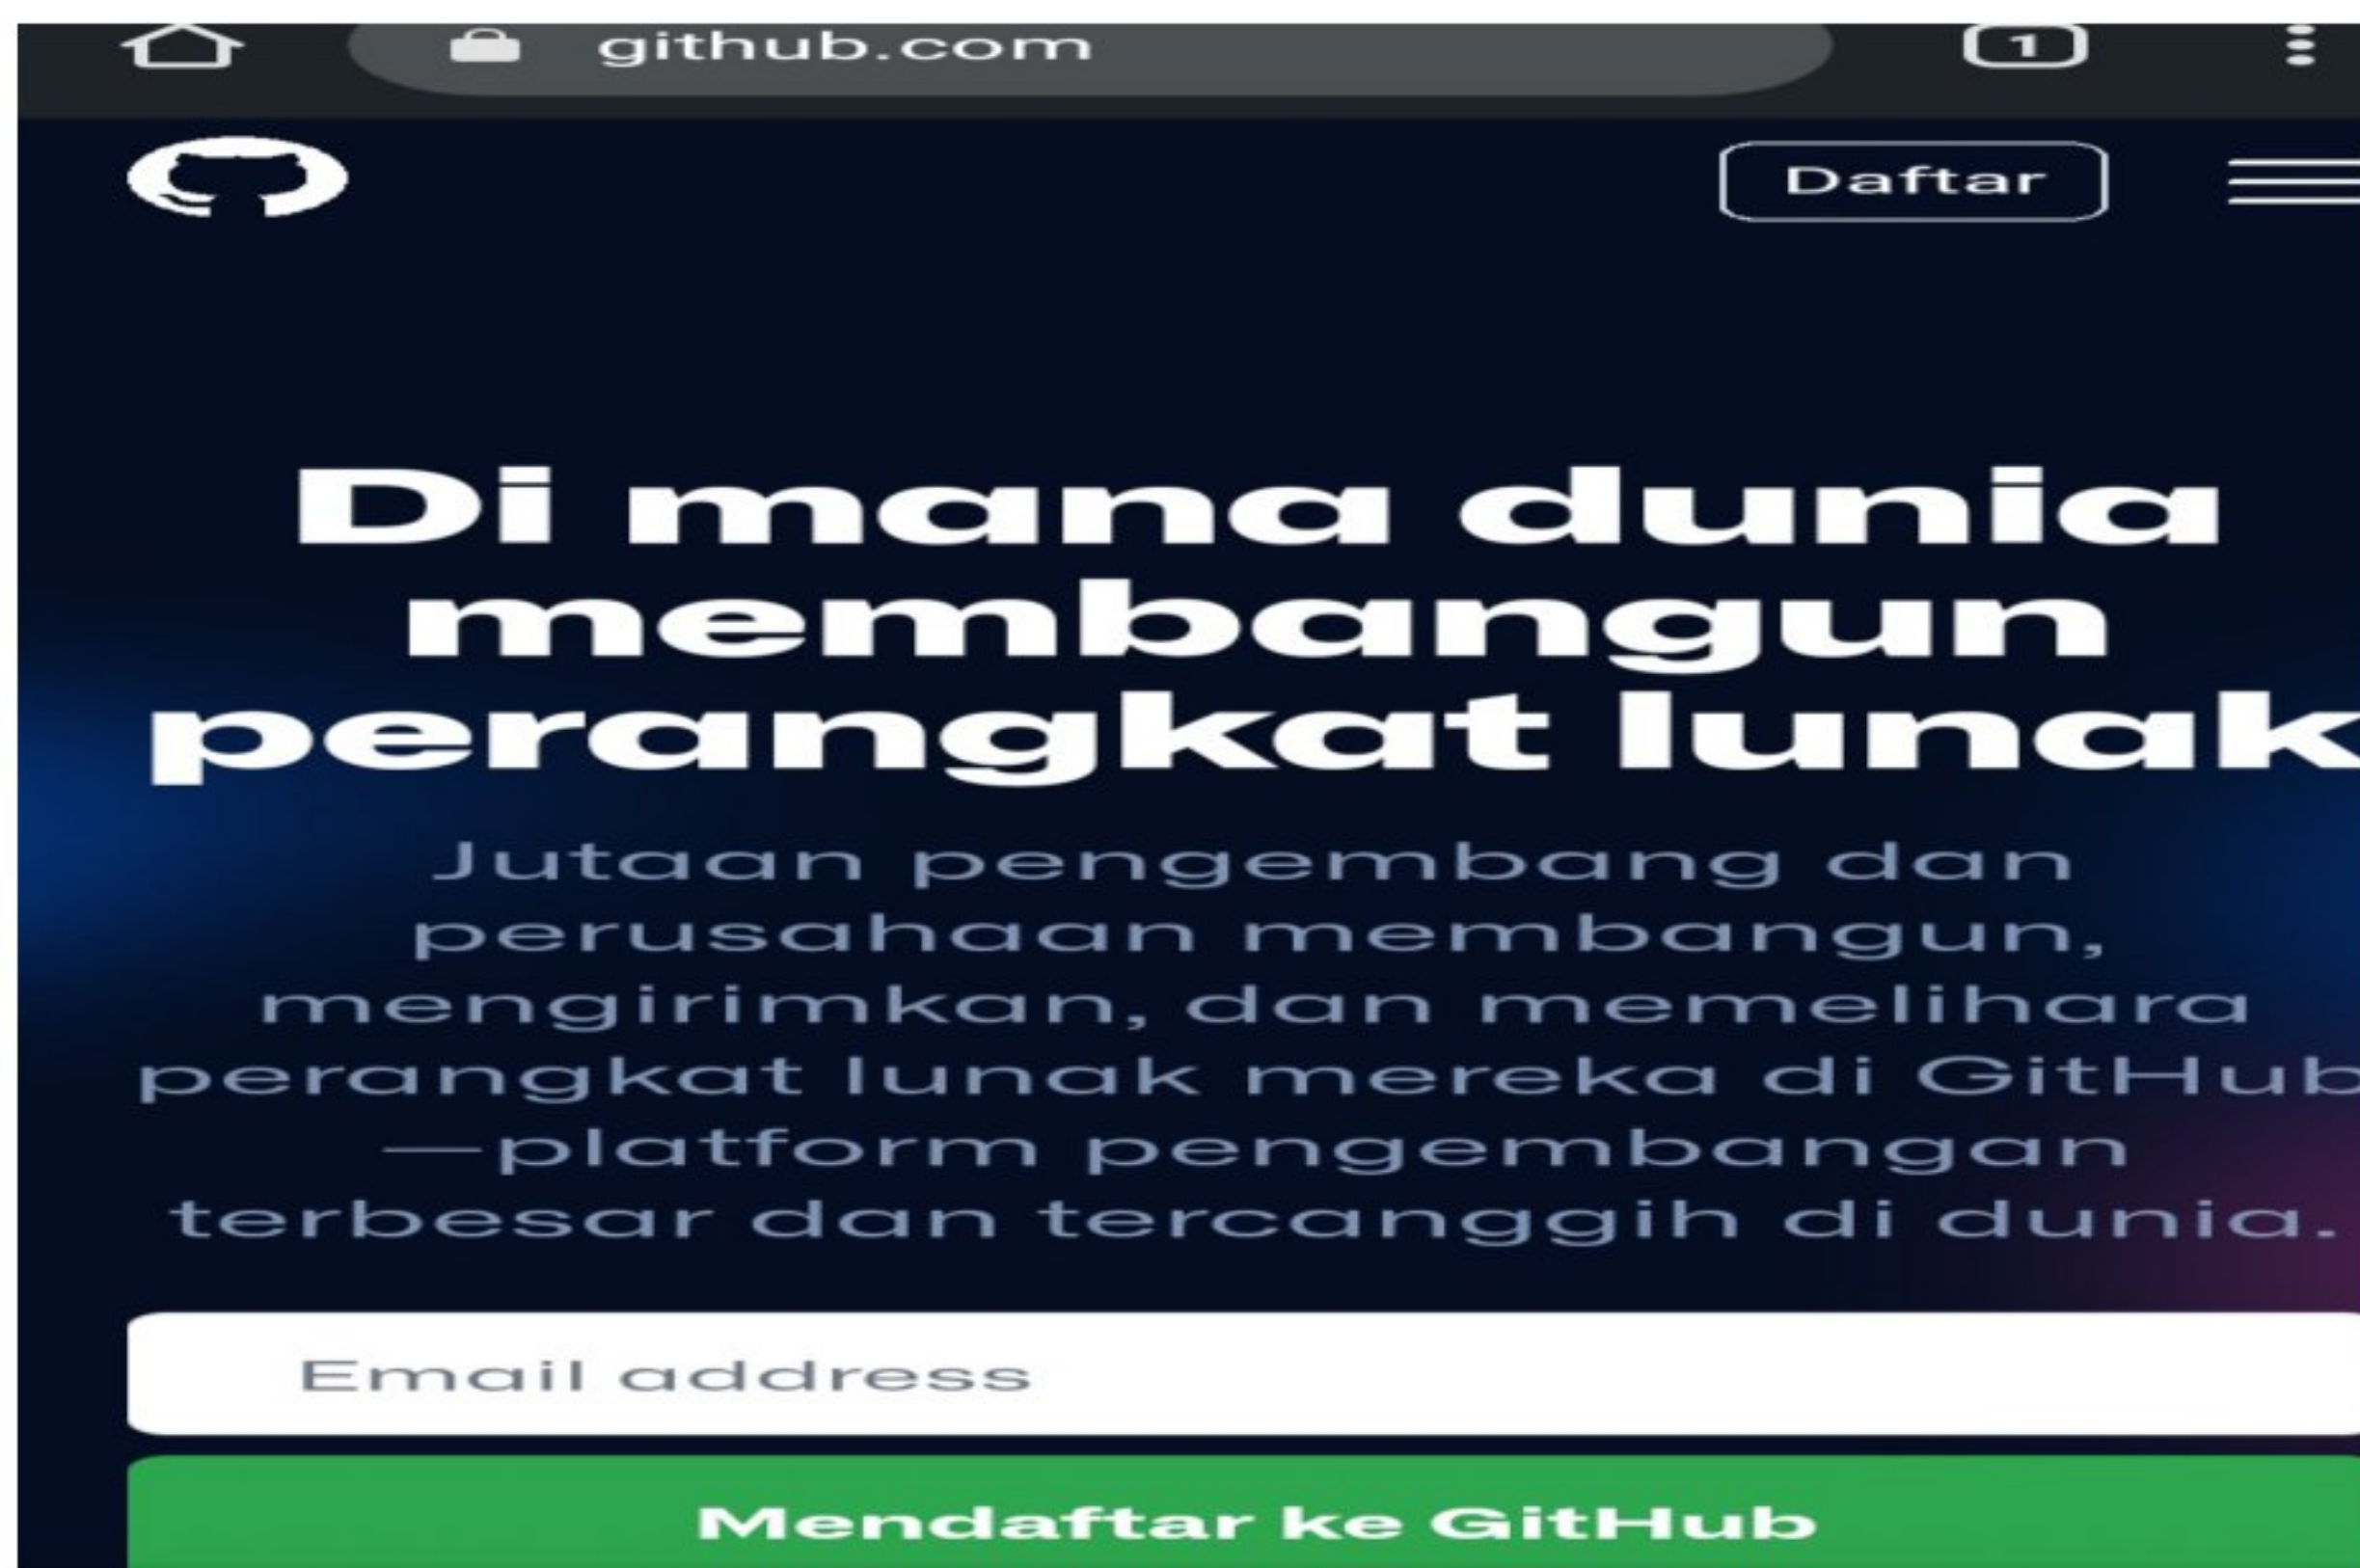 github.com
1
Daftar
Di mana dunia
membangun
perangkat lunak
Jutaan pengembang dan
perusahaan membangun,
mengirimkan, dan memelihara
perangkat lunak mereka di GitHub
—platform pengembangan
terbesar dan tercanggih di dunia.
Email address
Mendaftar ke GitHub